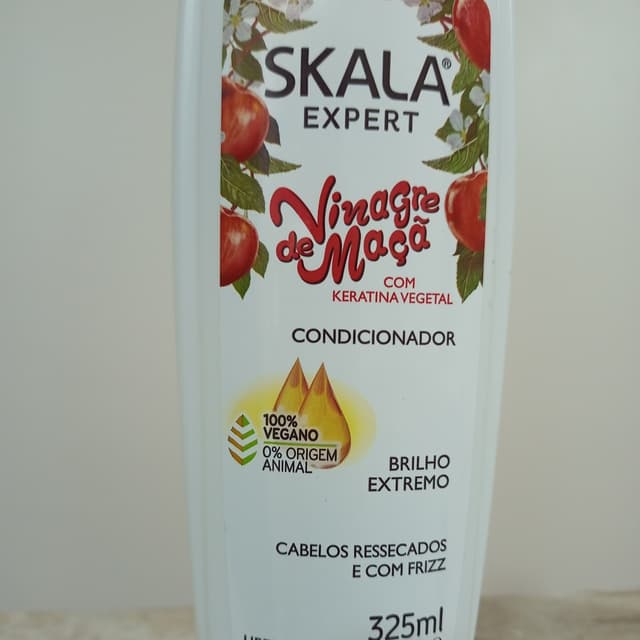 SKALA®
EXPERT
Vinagre
de Maçã
COM
KERATINA VEGETAL
CONDICIONADOR
100%
VEGANO
0% ORIGEM
ANIMAL
BRILHO
EXTREMO
CABELOS RESSECADOS
E COM FRIZZ
325ml